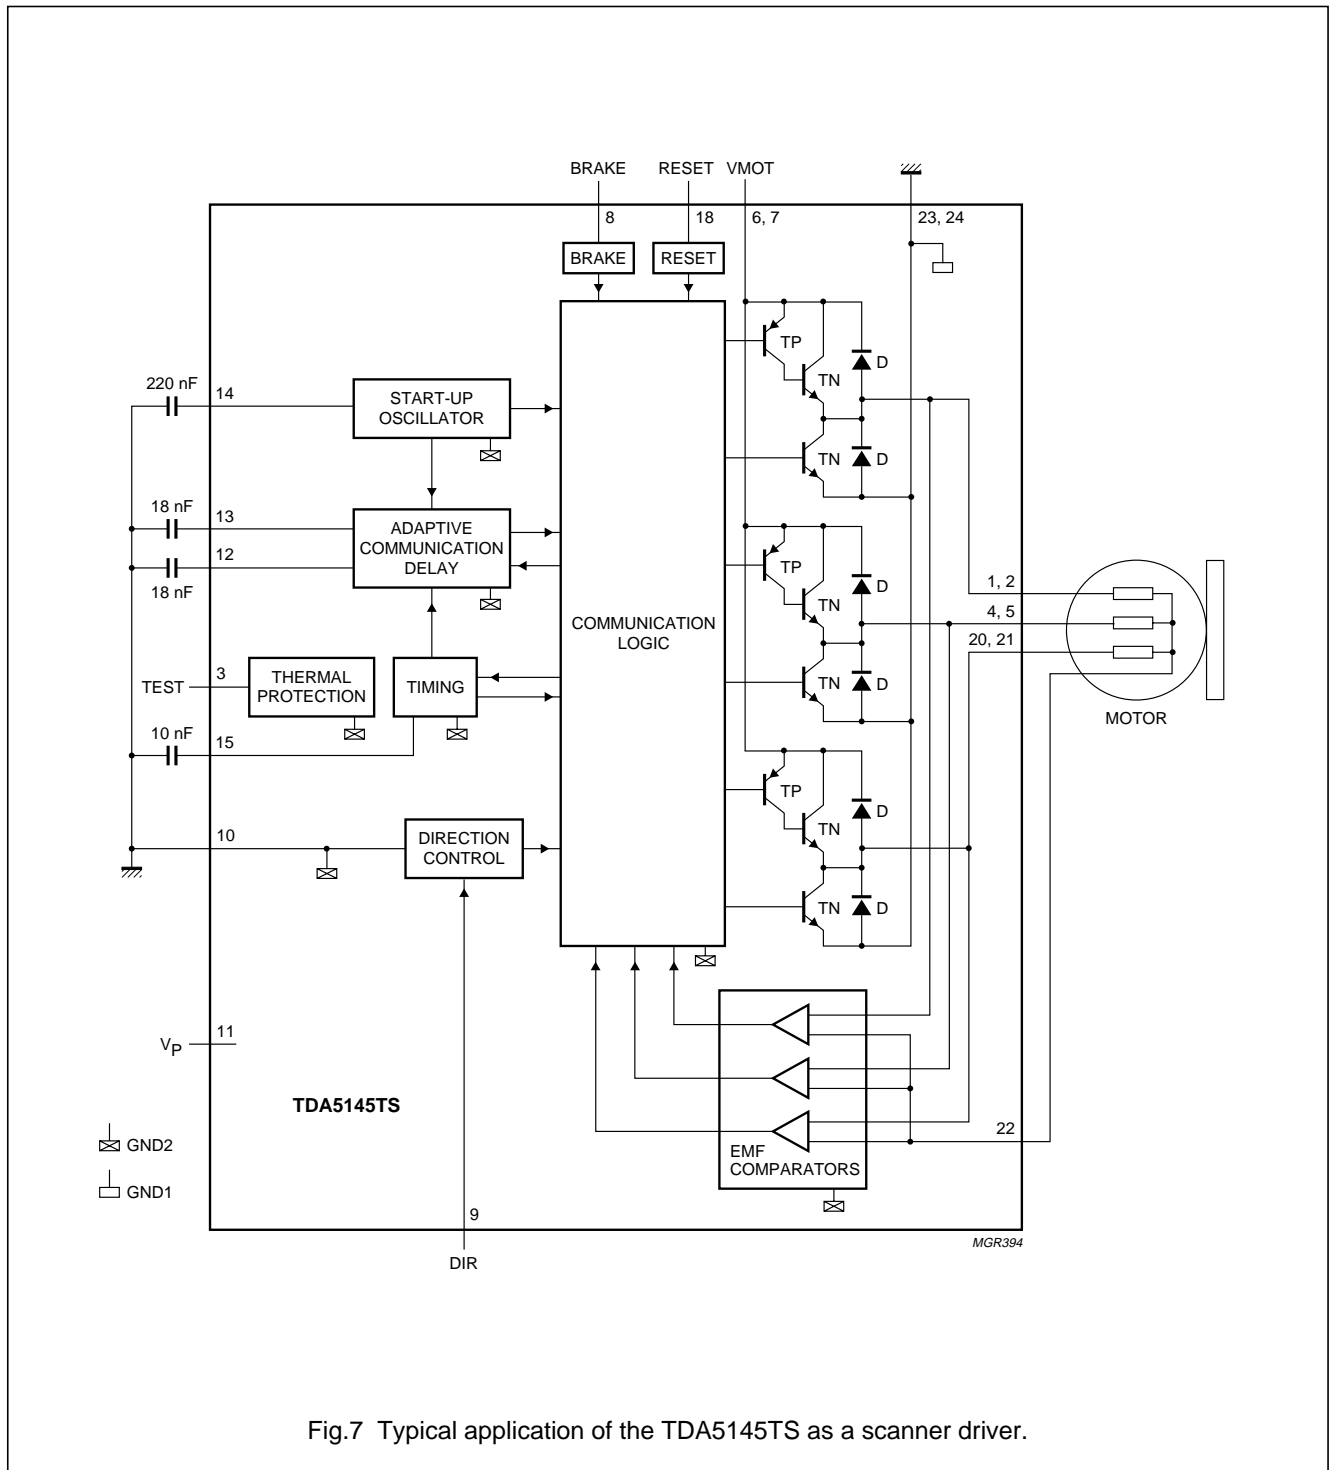 BRAKE RESET VMOT
8 18 6, 7 23, 24
BRAKE RESET
TP
D
TN
220 nF 14
START-UP
OSCILLATOR
TN D
18 nF 13
ADAPTIVE
COMMUNICATION
DELAY
12
18 nF
TP
D
TN
1, 2
4, 5
20, 21
COMMUNICATION
LOGIC
TEST 3
THERMAL
PROTECTION
TIMING
TN D
MOTOR
10 nF 15
TP
D
TN
10
DIRECTION
CONTROL
TN D
VP 11
TDA5145TS
22
EMF
COMPARATORS
GND2
GND1
9
DIR
MGR394
Fig.7 Typical application of the TDA5145TS as a scanner driver.